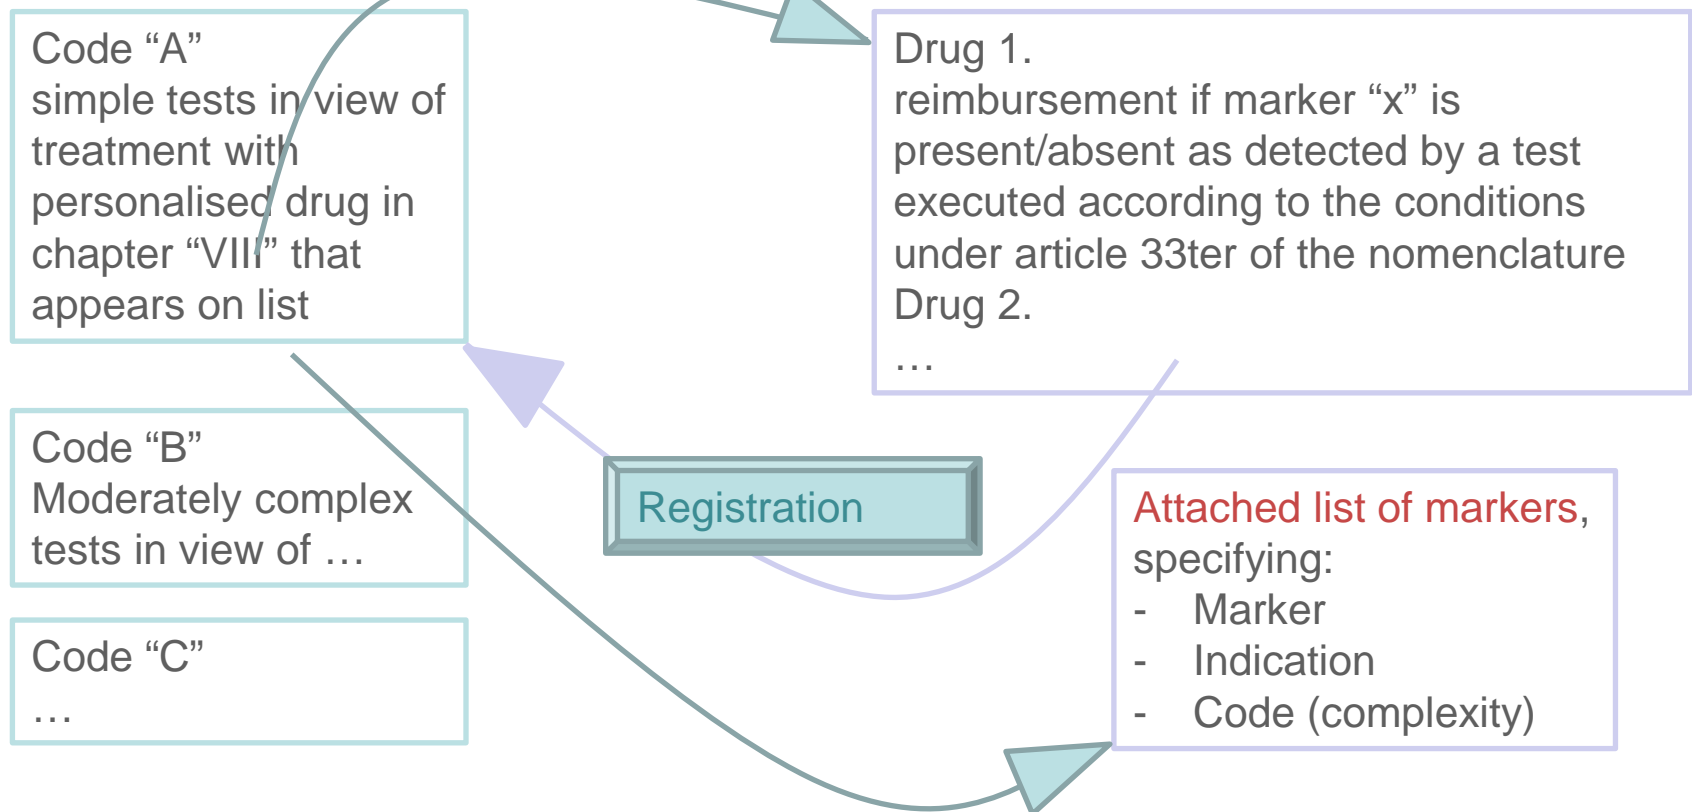 Code “A”
simple tests in view of
treatment with
personalised drug in
chapter “VIII” that
appears on list
Drug 1.
reimbursement if marker “x” is
present/absent as detected by a test
executed according to the conditions
under article 33ter of the nomenclature
Drug 2.
…
Code “B”
Moderately complex
tests in view of …
Registration
Attached list of markers,
specifying:
- Marker
- Indication
- Code (complexity)
Code “C”
…